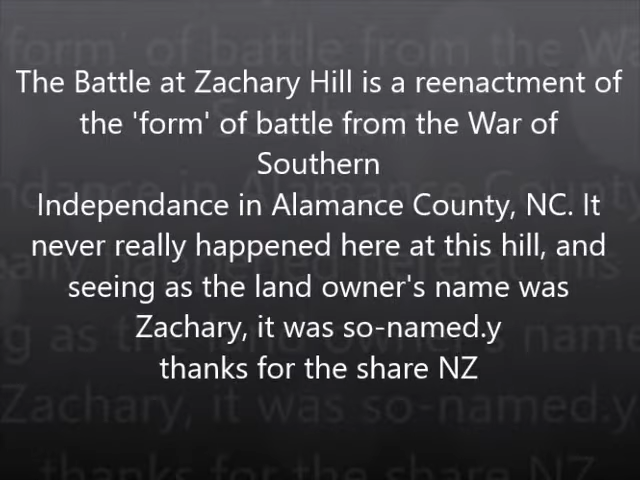 The Battle at Zachary Hill is a reenactment of
the 'form' of battle from the War of
Southern
Independance in Alamance County, NC. It
never really happened here at this hill, and
seeing as the land owner's name was
Zachary, it was so-named.y
thanks for the share NZ